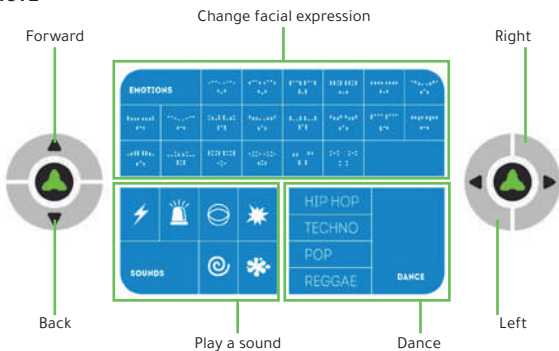 Change facial expression
Forward
Right
EMOTIONS
HIP HOP
TECHNO
POP
REGGAE
SOUNDS
DANCE
Back
Left
Play a sound
Dance